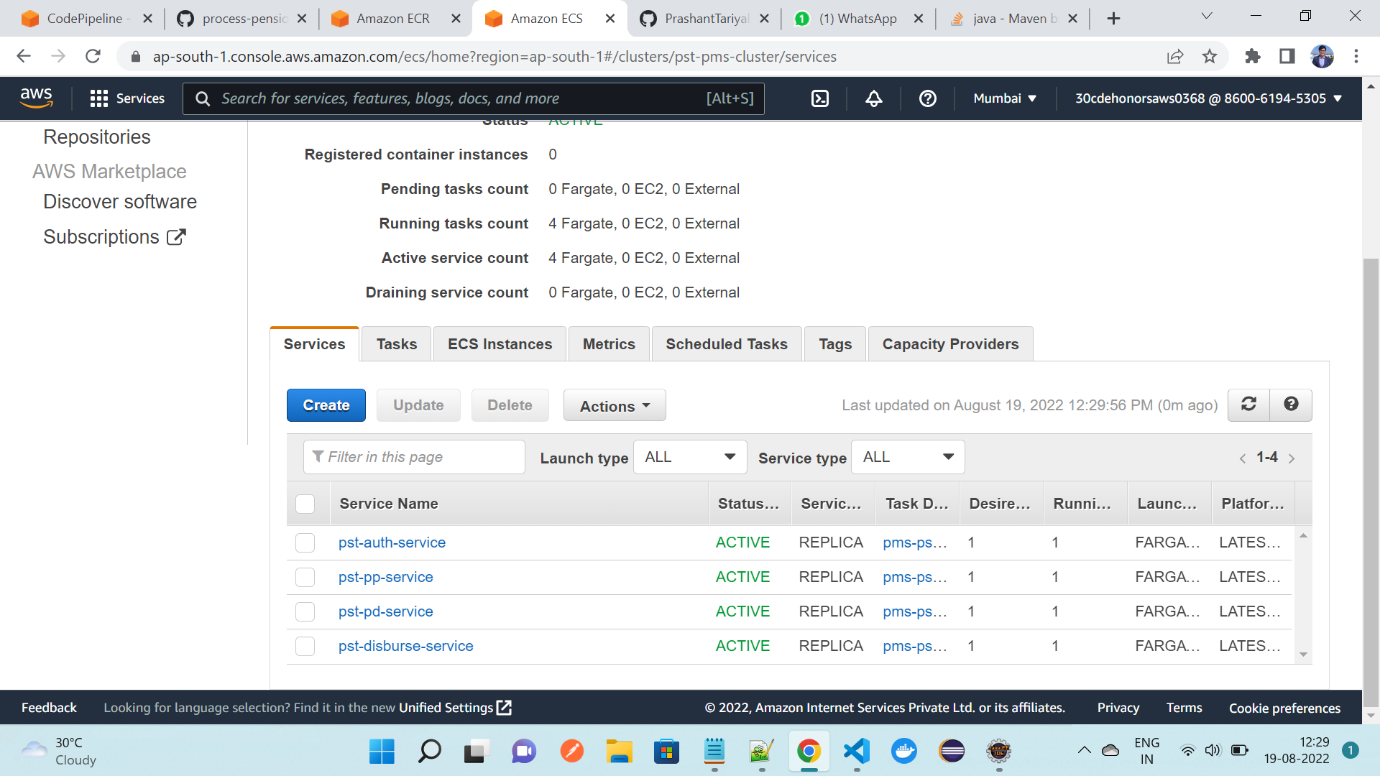 CodePipeline -
process-pensio
Amazon ECR
Amazon ECS
PrashantTariyal
(1) WhatsApp
java - Maven b
ap-south-1.console.aws.amazon.com/ecs/home?region=ap-south-1#/clusters/pst-pms-cluster/services
aws
Services
Search for services, features, blogs, docs, and more
[Alt+S]
Mumbai
30cdehonorsaws0368 @ 8600-6194-5305
Repositories
AWS Marketplace
Discover software
Subscriptions
Status ACTIVE
Registered container instances 0
Pending tasks count 0 Fargate, 0 EC2, 0 External
Running tasks count 4 Fargate, 0 EC2, 0 External
Active service count 4 Fargate, 0 EC2, 0 External
Draining service count 0 Fargate, 0 EC2, 0 External
Services Tasks ECS Instances Metrics Scheduled Tasks Tags Capacity Providers
Create Update Delete Actions Last updated on August 19, 2022 12:29:56 PM (0m ago)
Filter in this page Launch type ALL Service type ALL 1-4
Service Name Status... Servic... Task D... Desire... Runni... Launc... Platfor...
pst-auth-service ACTIVE REPLICA pms-ps... 1 1 FARGA... LATES...
pst-pp-service ACTIVE REPLICA pms-ps... 1 1 FARGA... LATES...
pst-pd-service ACTIVE REPLICA pms-ps... 1 1 FARGA... LATES...
pst-disburse-service ACTIVE REPLICA pms-ps... 1 1 FARGA... LATES...
Feedback Looking for language selection? Find it in the new Unified Settings © 2022, Amazon Internet Services Private Ltd. or its affiliates. Privacy Terms Cookie preferences
30°C
Cloudy
ENG
IN
12:29
19-08-2022
1